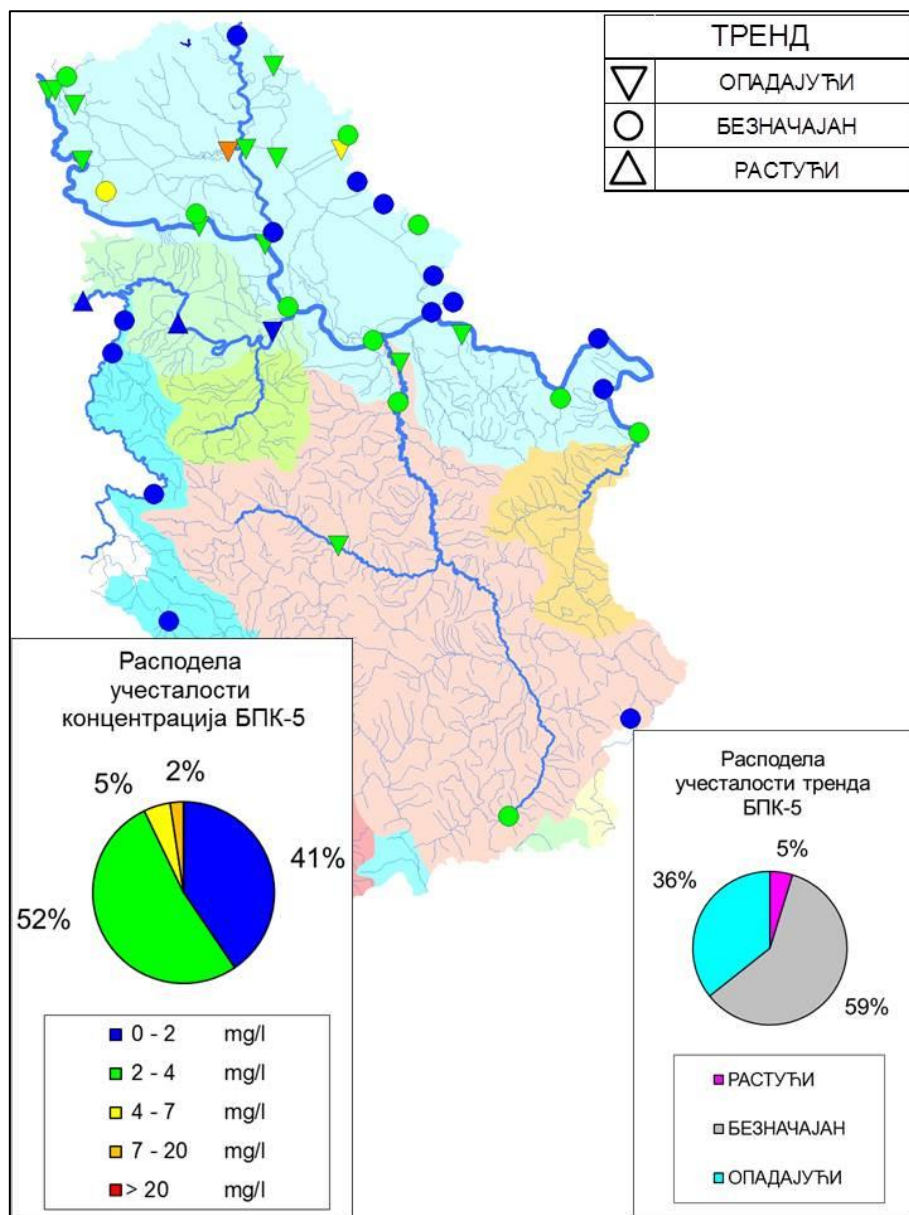 ТРЕНД
ОПАДАЈУЋИ
БЕЗНАЧАЈАН
РАСТУЋИ
Расподела
учесталости
концентрација БПК-5
5%
2%
41%
52%
0 - 2 mg/l
2 - 4 mg/l
4 - 7 mg/l
7 - 20 mg/l
> 20 mg/l
Расподела
учесталости тренда
БПК-5
5%
36%
59%
РАСТУЋИ
БЕЗНАЧАЈАН
ОПАДАЈУЋИ